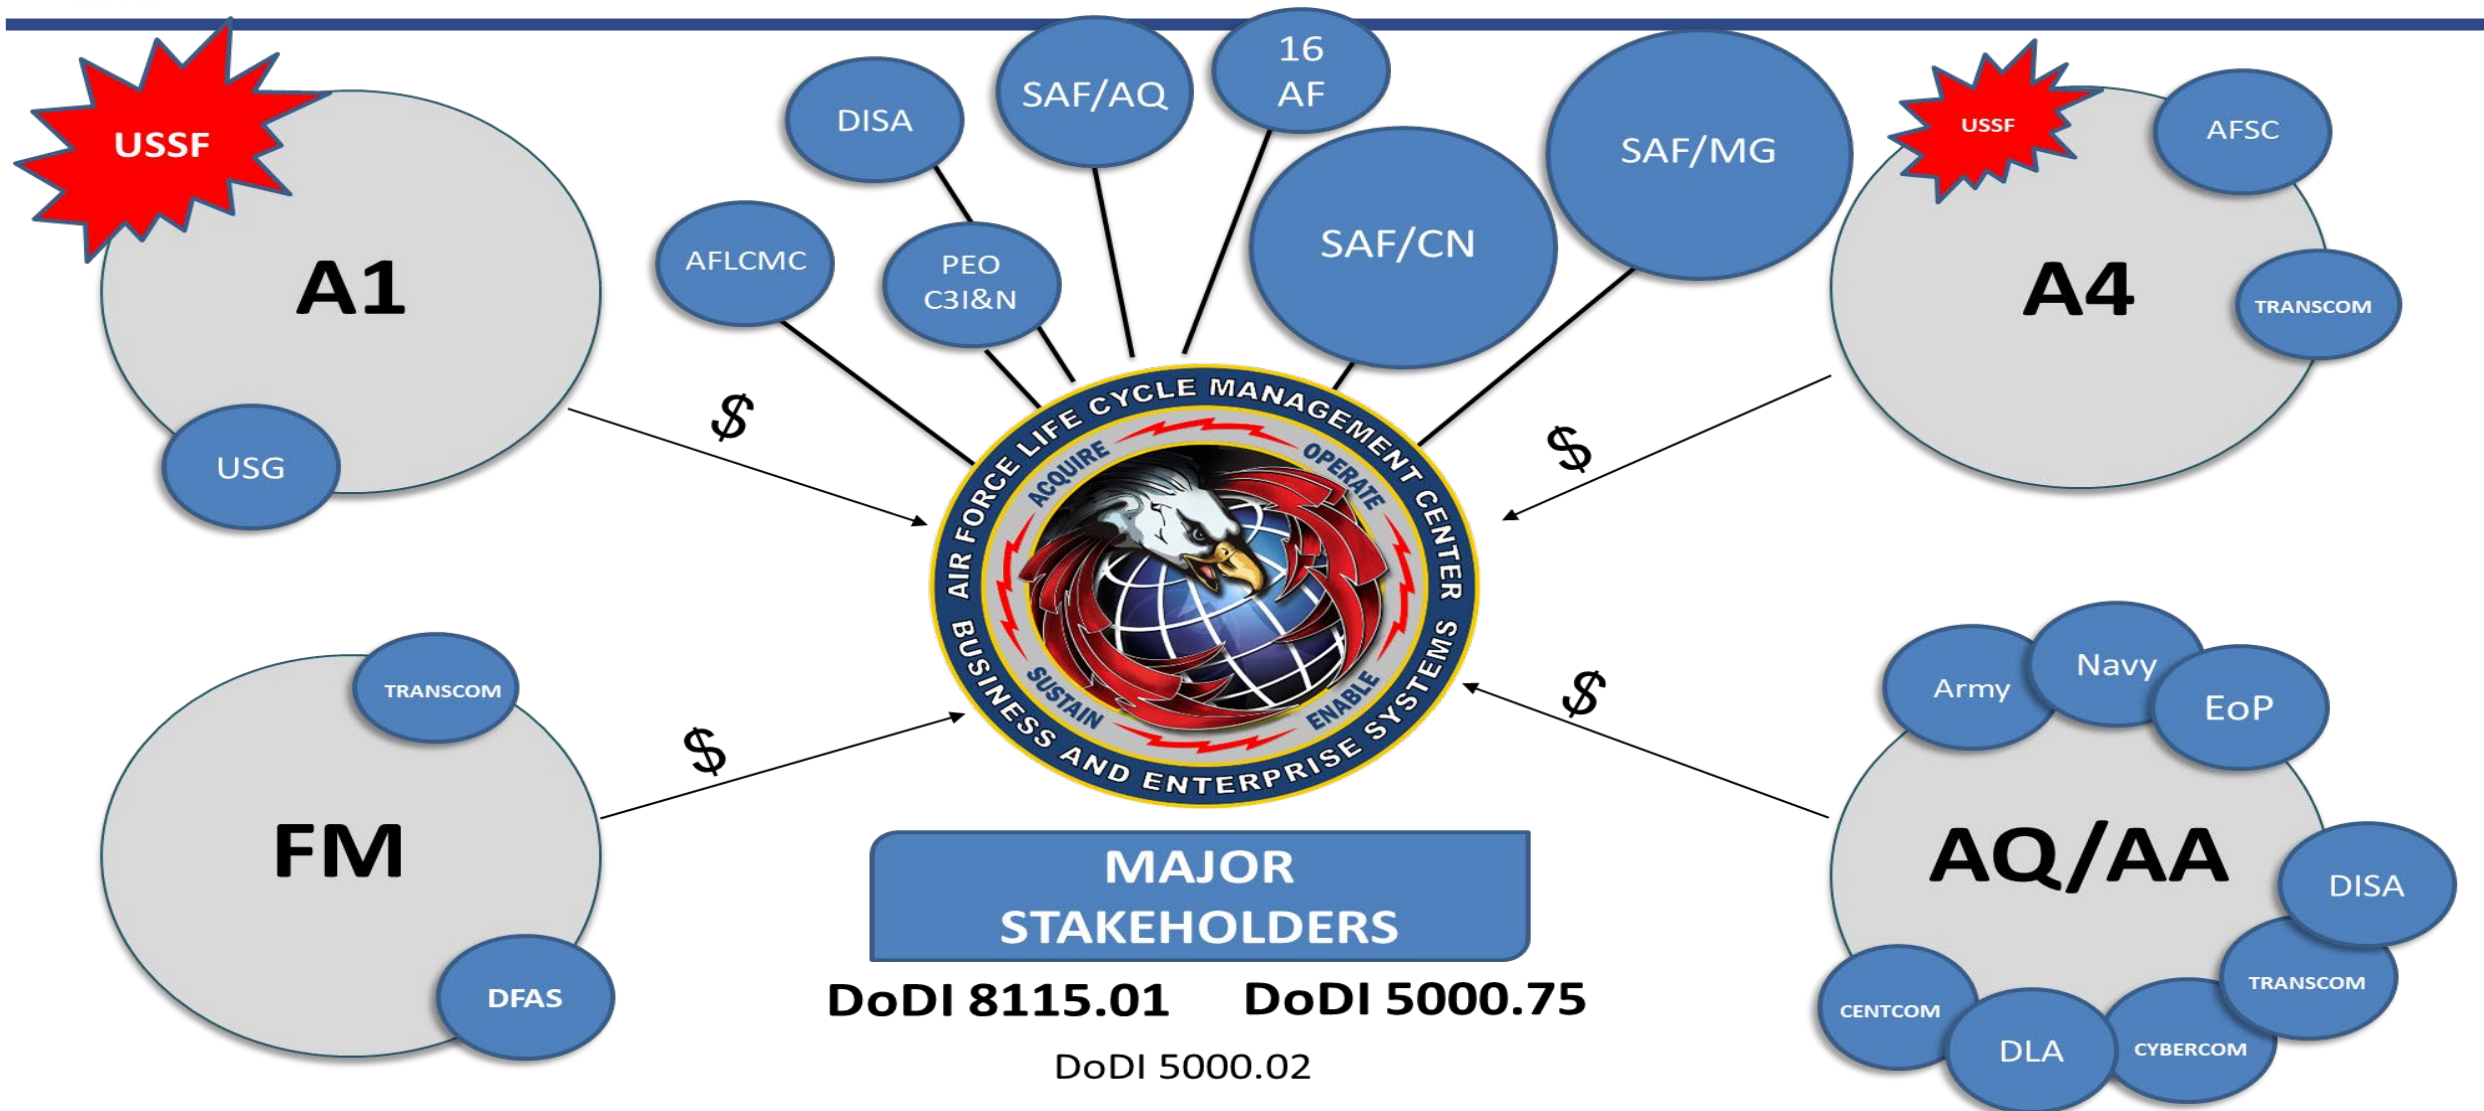 USSF
A1
USG
AFLCMC
DISA
PEO
C3I&N
SAF/AQ
16
AF
SAF/CN
SAF/MG
USSF
AFSC
A4
TRANSCOM
$
$
AIR FORCE LIFE CYCLE MANAGEMENT CENTER
ACQUIRE
OPERATE
SUSTAIN
ENABLE
BUSINESS AND ENTERPRISE SYSTEMS
TRANSCOM
FM
DFAS
$
$
Army
Navy
EoP
AQ/AA
DISA
TRANSCOM
CENTCOM
DLA
CYBERCOM
MAJOR
STAKEHOLDERS
DoDI 8115.01 DoDI 5000.75
DoDI 5000.02